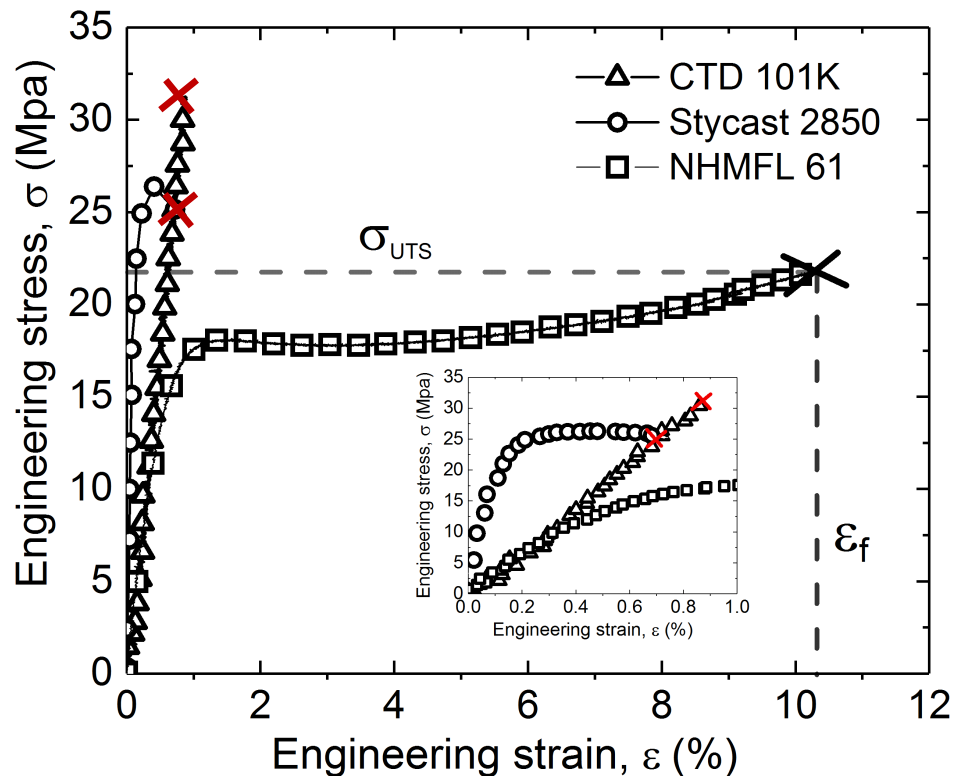 35
30
25
20
15
10
5
0
Engineering stress, σ (Mpa)
CTD 101K
Stycast 2850
NHMFL 61
σUTS
εf
35
30
25
20
15
10
5
0
Engineering stress, σ (Mpa)
0.0 0.2 0.4 0.6 0.8 1.0
Engineering strain, ε (%)
0 2 4 6 8 10 12
Engineering strain, ε (%)